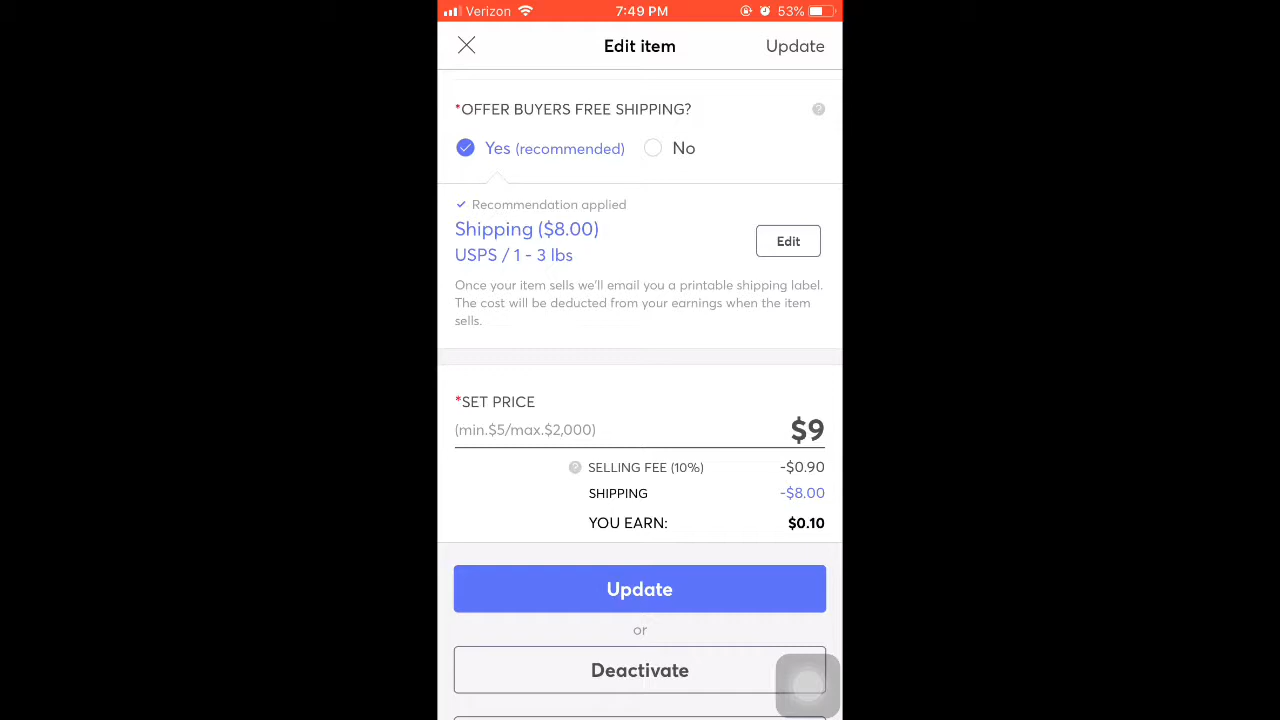 Verizon 7:49 PM 53%
Edit item Update
*OFFER BUYERS FREE SHIPPING? ?
Yes (recommended) No
Recommendation applied
Shipping ($8.00)
USPS / 1 - 3 lbs
Edit
Once your item sells we'll email you a printable shipping label.
The cost will be deducted from your earnings when the item
sells.
*SET PRICE
(min.$5/max.$2,000) $9
? SELLING FEE (10%) -$0.90
SHIPPING -$8.00
YOU EARN: $0.10
Update
or
Deactivate